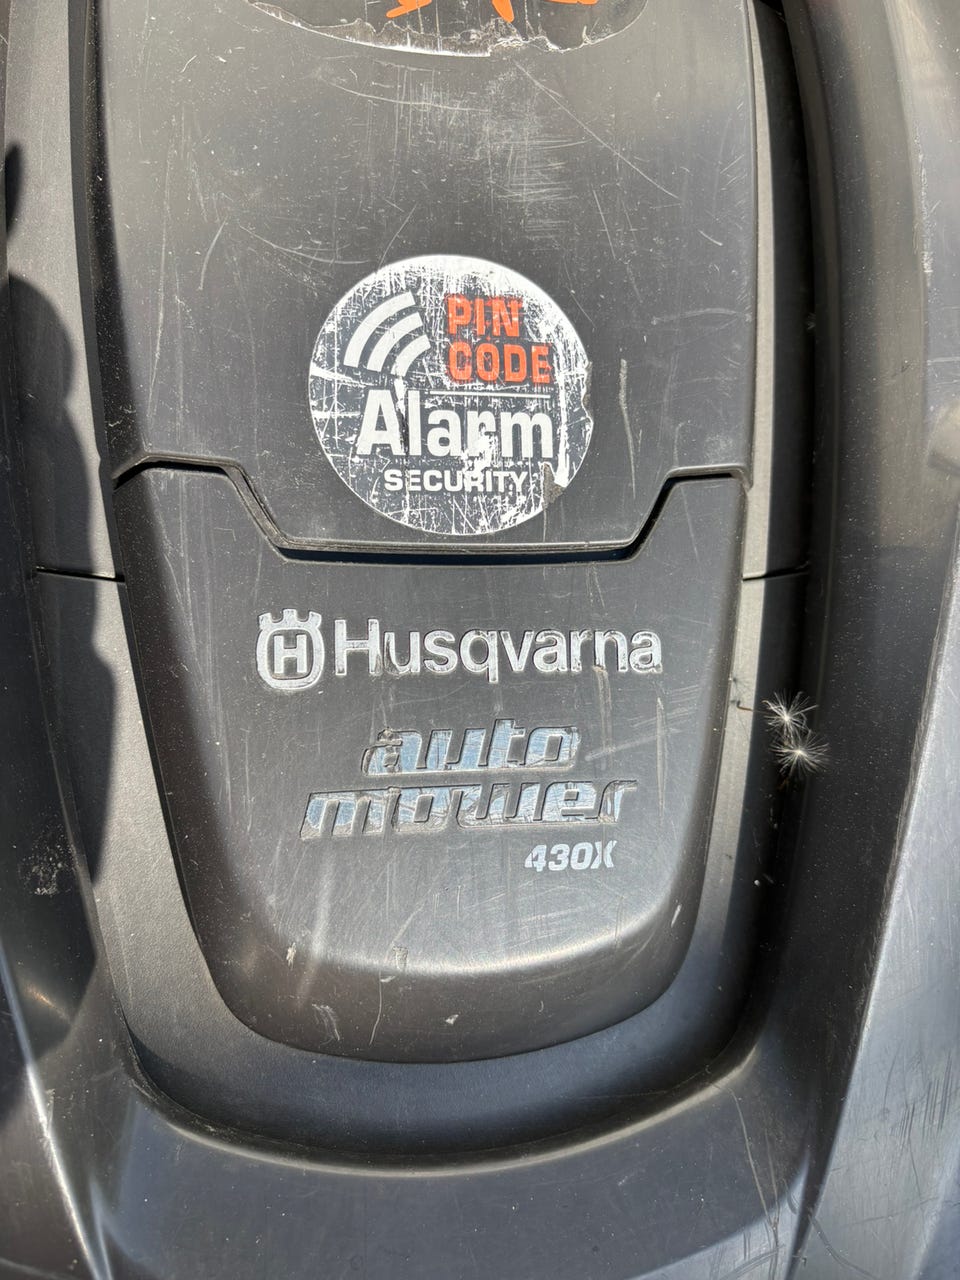 PIN
CODE
Alarm
SECURITY
H Husqvarna
auto
mower
430X